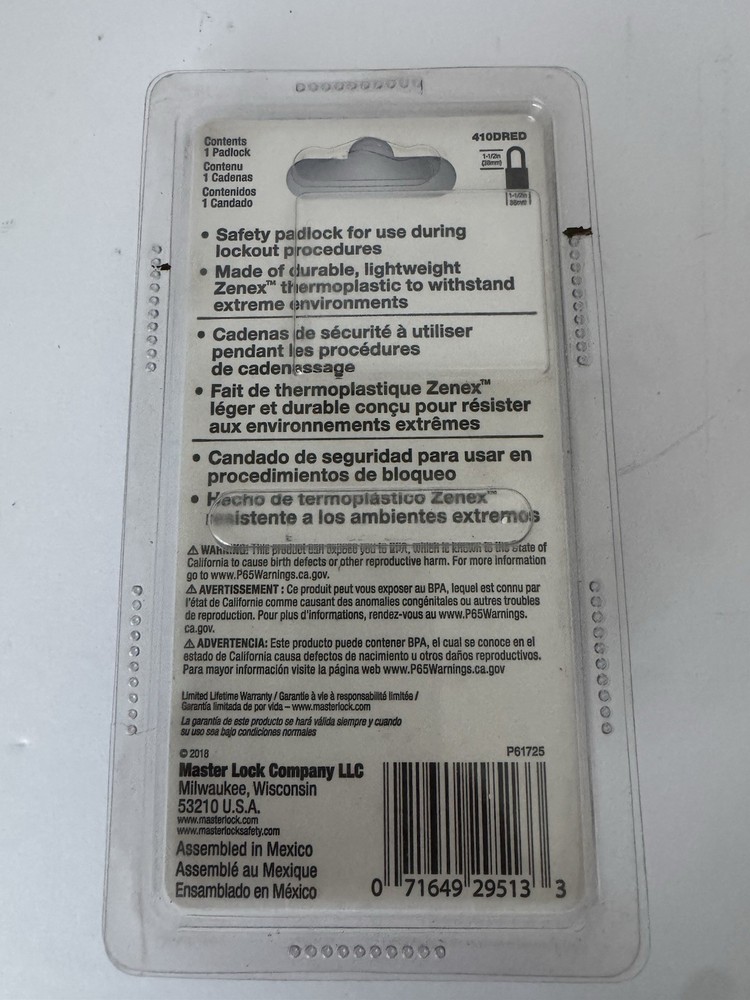 Contents
1 Padlock
Contenu
1 Cadenas
Contenidos
1 Candado
410DRED
1-1/2in
(38mm)
1-1/2in
38mm
• Safety padlock for use during
lockout procedures
• Made of durable, lightweight
Zenex™ thermoplastic to withstand
extreme environments
• Cadenas de sécurité à utiliser
pendant les procédures
de cadenassage
• Fait de thermoplastique Zenex™
léger et durable conçu pour résister
aux environnements extrêmes
• Candado de seguridad para usar en
procedimientos de bloqueo
• Hecho de termoplástico Zenex™
resistente a los ambientes extremos
⚠ WARNING: This product can expose you to BPA, which is known to the State of
California to cause birth defects or other reproductive harm. For more information
go to www.P65Warnings.ca.gov.
⚠ AVERTISSEMENT : Ce produit peut vous exposer au BPA, lequel est connu par
l'état de Californie comme causant des anomalies congénitales ou autres troubles
de reproduction. Pour plus d'informations, rendez-vous au www.P65Warnings.
ca.gov.
⚠ ADVERTENCIA: Este producto puede contener BPA, el cual se conoce en el
estado de California causa defectos de nacimiento u otros daños reproductivos.
Para mayor información visite la página web www.P65Warnings.ca.gov
Limited Lifetime Warranty / Garantie à vie à responsabilité limitée /
Garantía limitada de por vida – www.masterlock.com
La garantía de este producto se hará válida siempre y cuando
su uso sea bajo condiciones normales
© 2018
P61725
Master Lock Company LLC
Milwaukee, Wisconsin
53210 U.S.A.
www.masterlock.com
www.masterlocksafety.com
Assembled in Mexico
Assemblé au Mexique
Ensamblado en México
0 71649 29513 3